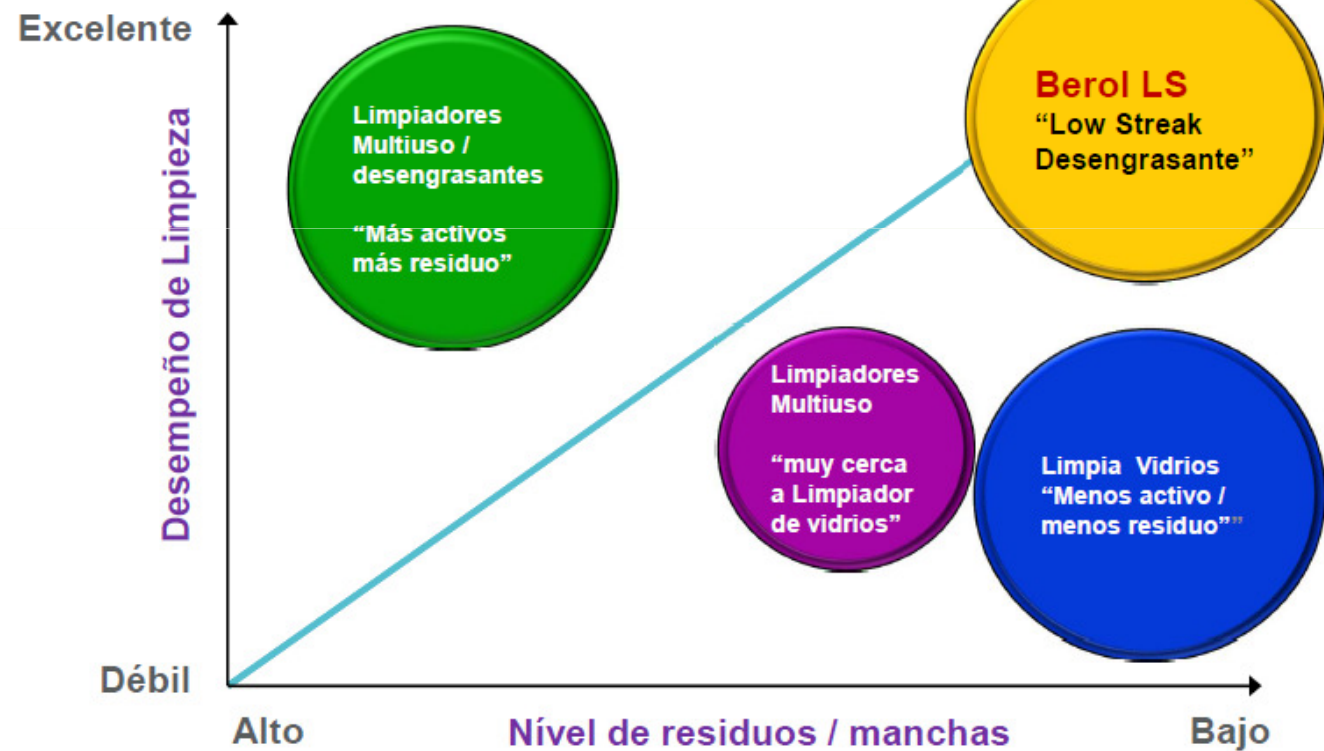 Excelente
Desempeño de Limpieza
Débil
Limpiadores
Multiuso /
desengrasantes
“Más activos
más residuo”
Berol LS
“Low Streak
Desengrasante”
Limpiadores
Multiuso
“muy cerca
a Limpiador
de vidrios”
Limpia Vidrios
“Menos activo /
menos residuo””
Alto
Nível de residuos / manchas
Bajo